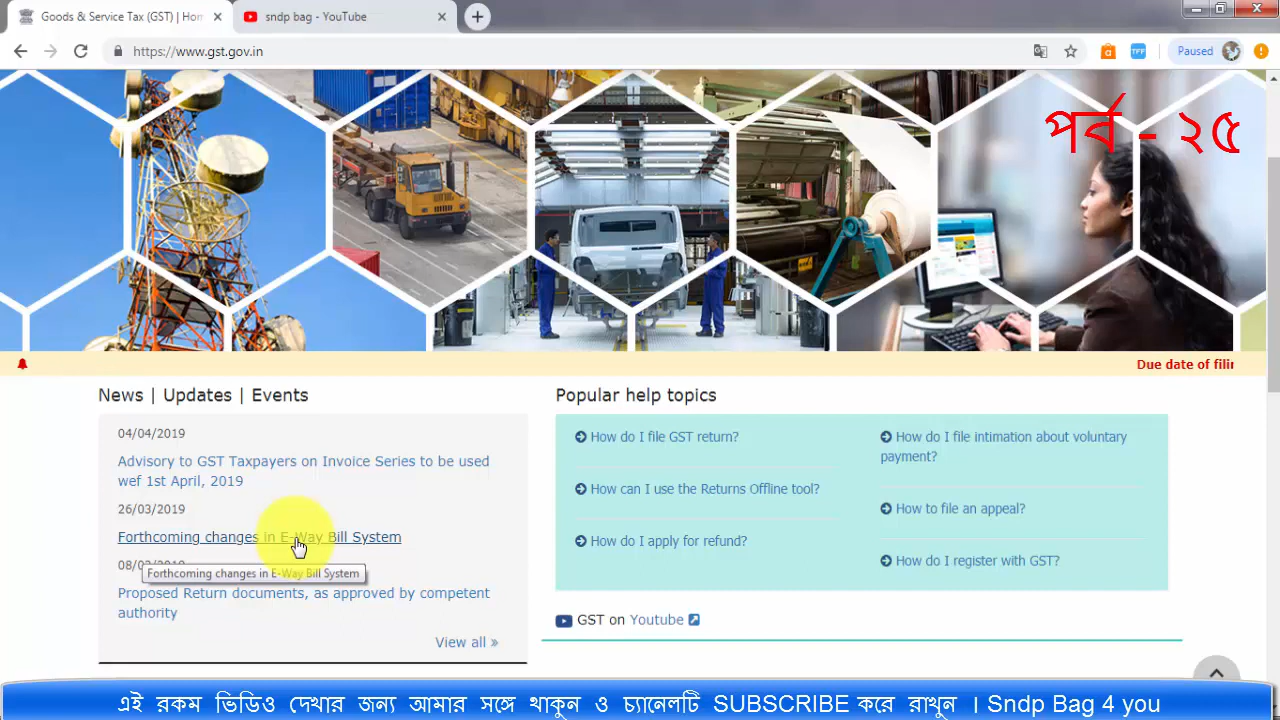 Goods & Service Tax (GST) | Hom
sndp bag - YouTube
https://www.gst.gov.in
Paused
পর্ব - ২৫
Due date of filin
News | Updates | Events
04/04/2019
Advisory to GST Taxpayers on Invoice Series to be used
wef 1st April, 2019
26/03/2019
Forthcoming changes in E-Way Bill System
Forthcoming changes in E-Way Bill System
Proposed Return documents, as approved by competent
authority
View all »
Popular help topics
How do I file GST return?
How can I use the Returns Offline tool?
How do I apply for refund?
How do I file intimation about voluntary
payment?
How to file an appeal?
How do I register with GST?
GST on Youtube
এই রকম ভিডিও দেখার জন্য আমার সঙ্গে থাকুন ও চ্যানেলটি SUBSCRIBE করে রাখুন । Sndp Bag 4 you